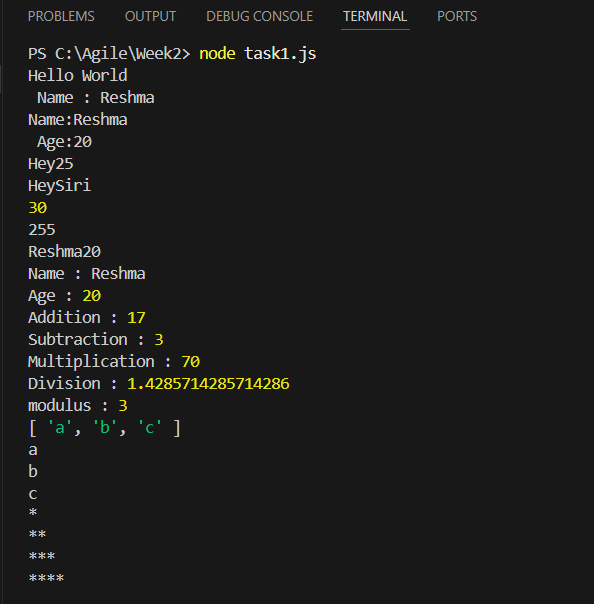 PROBLEMS OUTPUT DEBUG CONSOLE TERMINAL PORTS
PS C:\Agile\Week2> node task1.js
Hello World
 Name : Reshma
Name:Reshma
 Age:20
Hey25
HeySiri
30
255
Reshma20
Name : Reshma
Age : 20
Addition : 17
Subtraction : 3
Multiplication : 70
Division : 1.4285714285714286
modulus : 3
[ 'a', 'b', 'c' ]
a
b
c
*
**
***
****